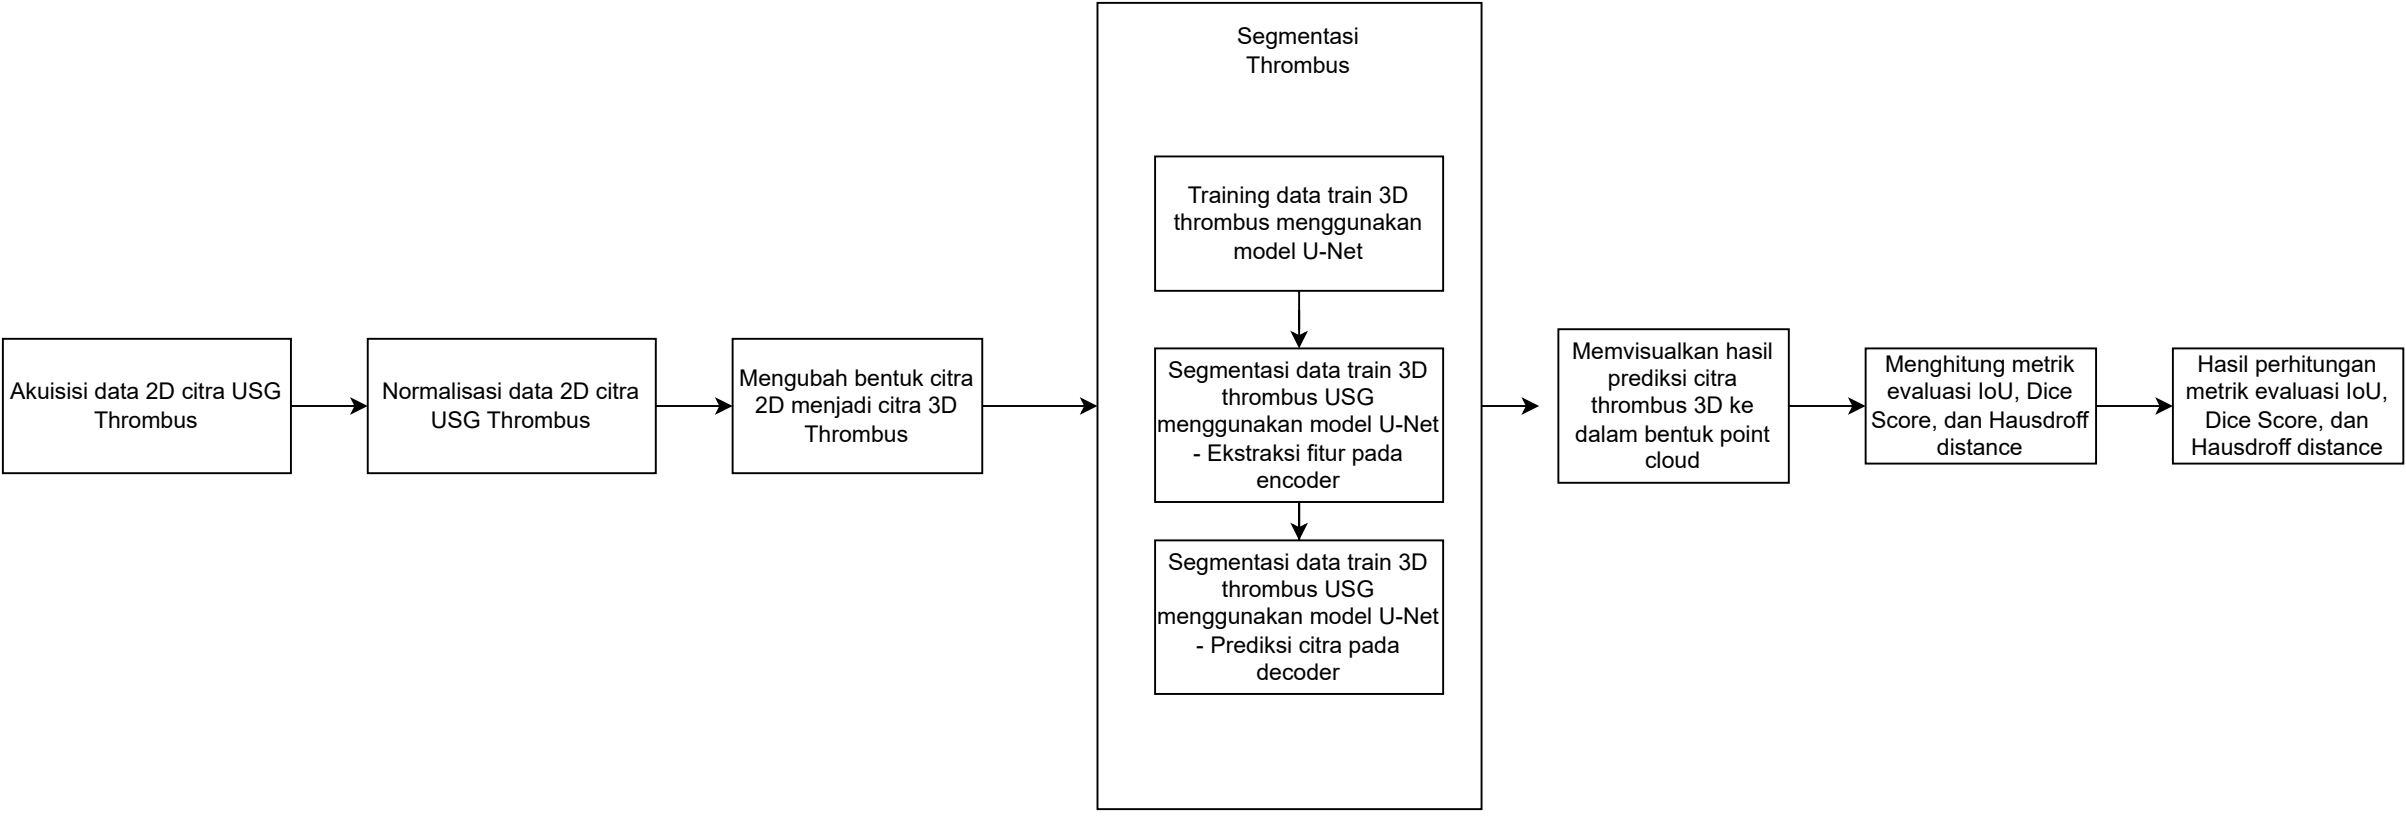 Akuisisi data 2D citra USG
Thrombus
Normalisasi data 2D citra
USG Thrombus
Mengubah bentuk citra
2D menjadi citra 3D
Thrombus
Segmentasi
Thrombus
Training data train 3D
thrombus menggunakan
model U-Net
Segmentasi data train 3D
thrombus USG
menggunakan model U-Net
- Ekstraksi fitur pada
encoder
Segmentasi data train 3D
thrombus USG
menggunakan model U-Net
- Prediksi citra pada
decoder
Memvisualkan hasil
prediksi citra
thrombus 3D ke
dalam bentuk point
cloud
Menghitung metrik
evaluasi IoU, Dice
Score, dan Hausdroff
distance
Hasil perhitungan
metrik evaluasi IoU,
Dice Score, dan
Hausdroff distance